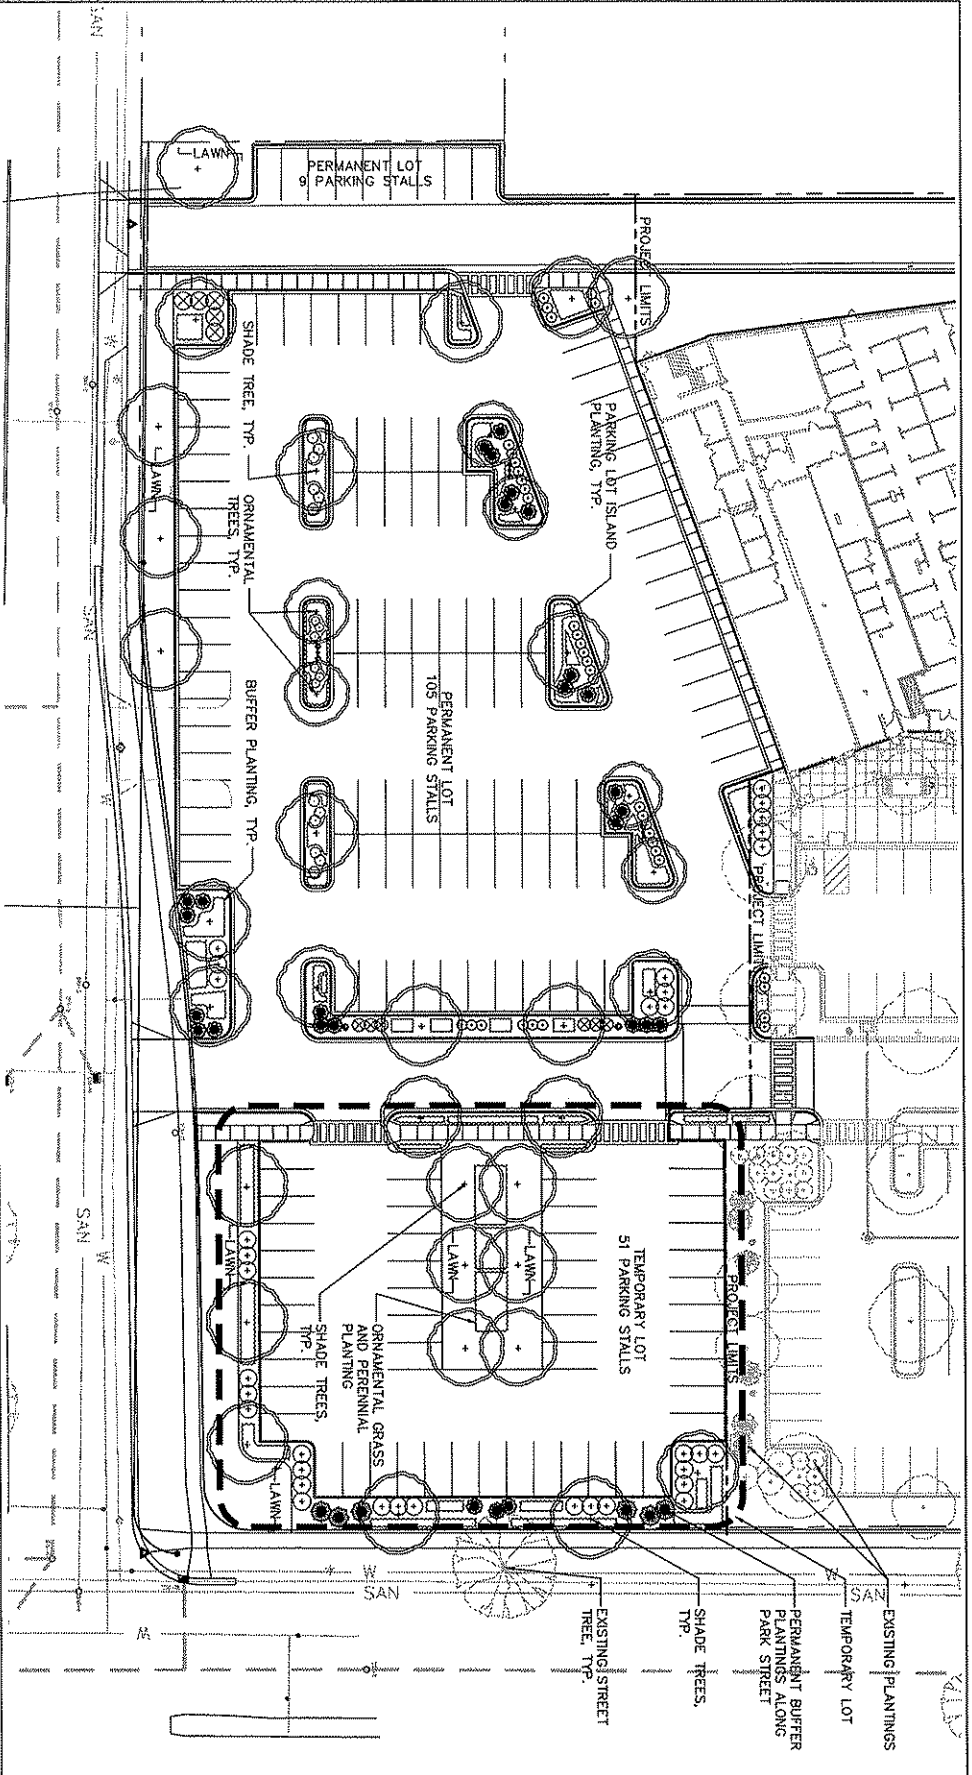 SAN
LAWN
PERMANENT LOT
9 PARKING STALLS
PROJECT LIMITS
SHADE TREE, TYP.
PARKING LOT ISLAND
PLANTING, TYP.
LAWN
ORNAMENTAL
TREES, TYP.
SAN
BUFFER PLANTING, TYP.
PERMANENT LOT
105 PARKING STALLS
W
PROJECT LIMITS
SAN
W
LAWN
LAWN
LAWN
TEMPORARY LOT
51 PARKING STALLS
PROJECT LIMITS
SHADE TREES,
TYP.
ORNAMENTAL GRASS
AND PERENNIAL
PLANTING
LAWN
W
SAN
W
SAN
W
EXISTING STREET
TREE, TYP.
SHADE TREES,
TYP.
PERMANENT BUFFER
PLANTINGS ALONG
PARK STREET
TEMPORARY LOT
EXISTING PLANTINGS